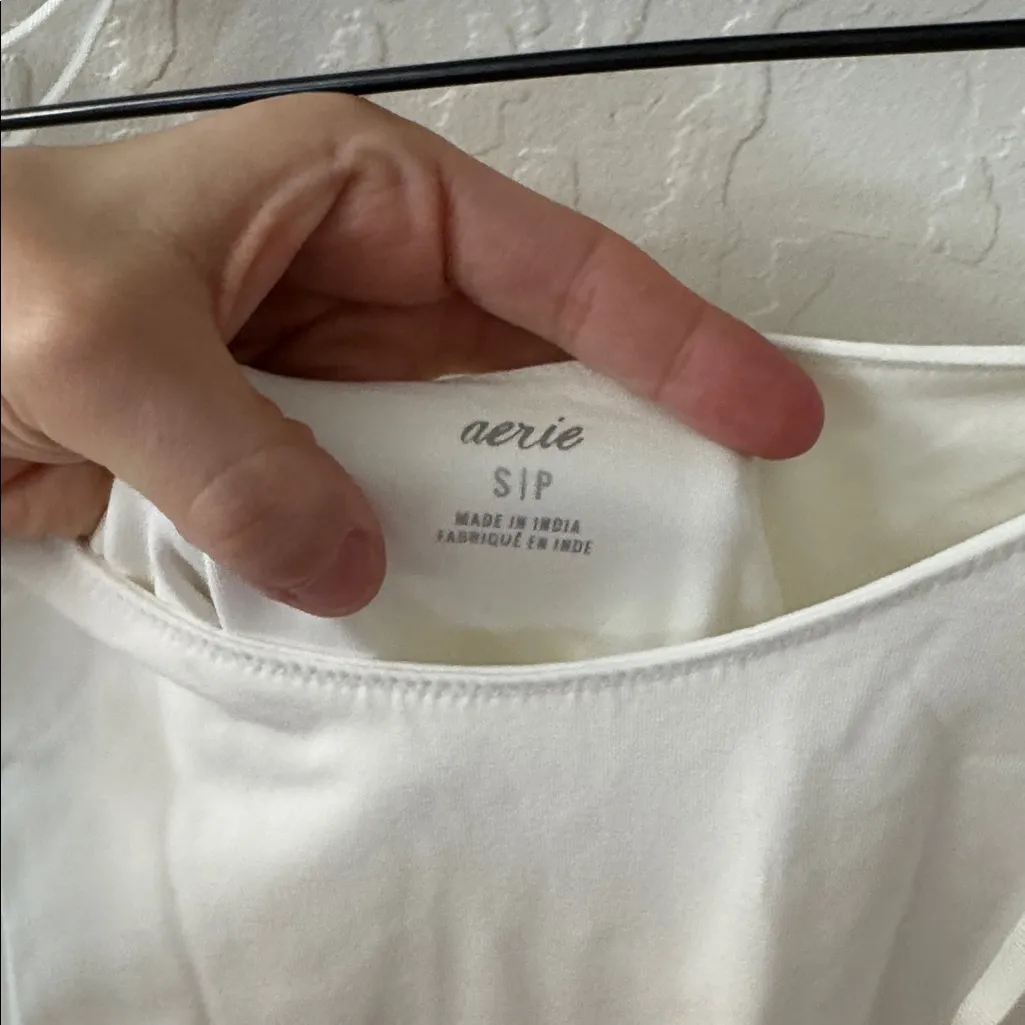 aerie
S|P
MADE IN INDIA
FABRIQUÉ EN INDE